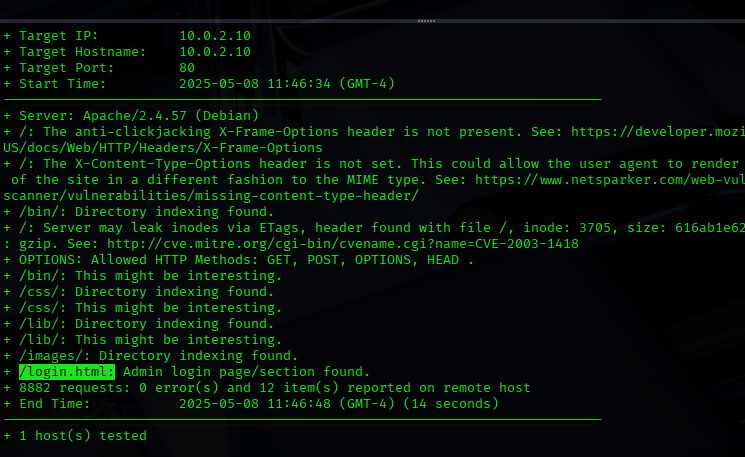 + Target IP: 10.0.2.10
+ Target Hostname: 10.0.2.10
+ Target Port: 80
+ Start Time: 2025-05-08 11:46:34 (GMT-4)
+ Server: Apache/2.4.57 (Debian)
+ /: The anti-clickjacking X-Frame-Options header is not present. See: https://developer.mozi
US/docs/Web/HTTP/Headers/X-Frame-Options
+ /: The X-Content-Type-Options header is not set. This could allow the user agent to render
of the site in a different fashion to the MIME type. See: https://www.netsparker.com/web-vul
scanner/vulnerabilities/missing-content-type-header/
+ /bin/: Directory indexing found.
+ /: Server may leak inodes via ETags, header found with file /, inode: 3705, size: 616ab1e62
: gzip. See: http://cve.mitre.org/cgi-bin/cvename.cgi?name=CVE-2003-1418
+ OPTIONS: Allowed HTTP Methods: GET, POST, OPTIONS, HEAD .
+ /bin/: This might be interesting.
+ /css/: Directory indexing found.
+ /css/: This might be interesting.
+ /lib/: Directory indexing found.
+ /lib/: This might be interesting.
+ /images/: Directory indexing found.
+ /login.html: Admin login page/section found.
+ 8882 requests: 0 error(s) and 12 item(s) reported on remote host
+ End Time: 2025-05-08 11:46:48 (GMT-4) (14 seconds)
+ 1 host(s) tested